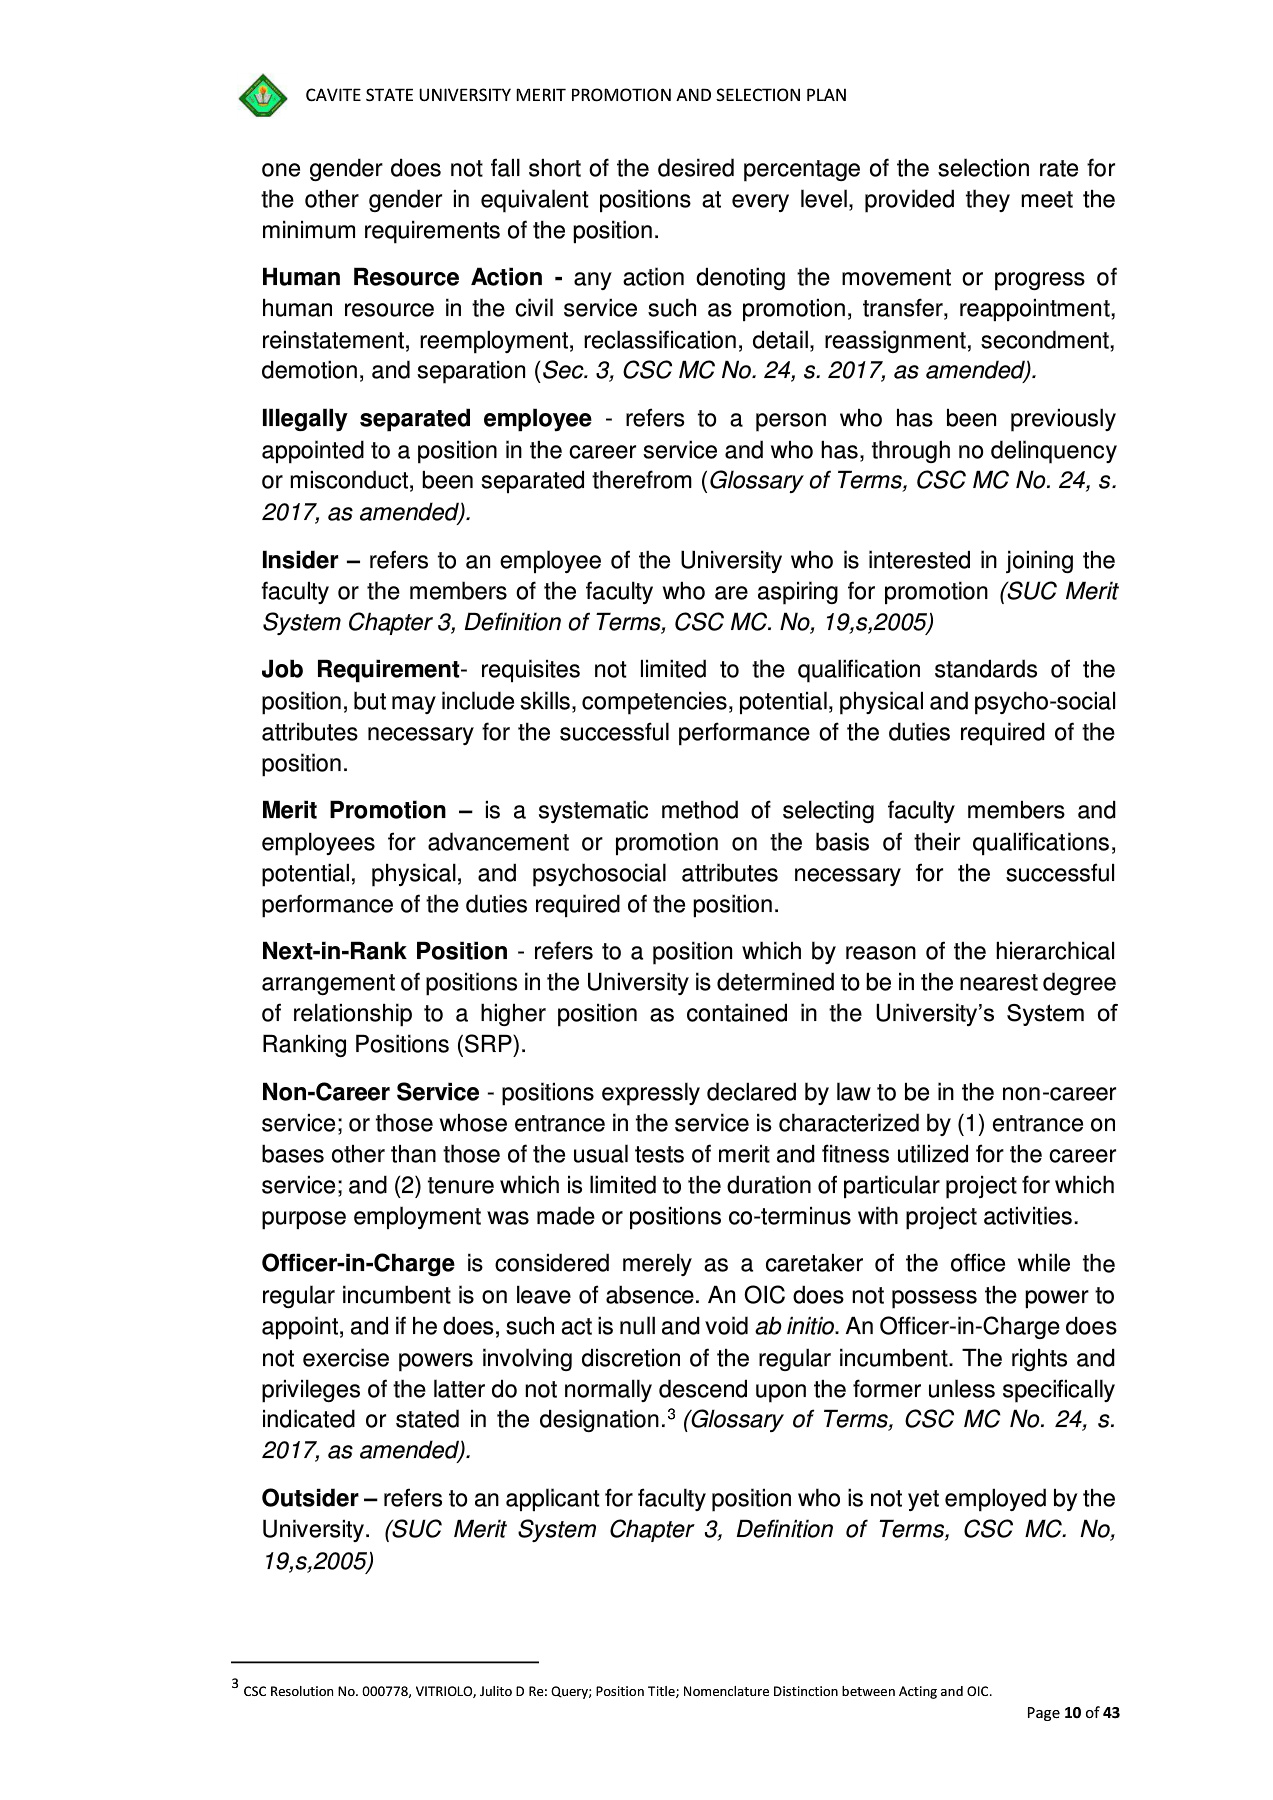 CAVITE STATE UNIVERSITY MERIT PROMOTION AND SELECTION PLAN
one gender does not fall short of the desired percentage of the selection rate for
the other gender in equivalent positions at every level, provided they meet the
minimum requirements of the position.
Human Resource Action - any action denoting the movement or progress of
human resource in the civil service such as promotion, transfer, reappointment,
reinstatement, reemployment, reclassification, detail, reassignment, secondment,
demotion, and separation (Sec. 3, CSC MC No. 24, s. 2017, as amended).
Illegally separated employee - refers to a person who has been previously
appointed to a position in the career service and who has, through no delinquency
or misconduct, been separated therefrom (Glossary of Terms, CSC MC No. 24, s.
2017, as amended).
Insider – refers to an employee of the University who is interested in joining the
faculty or the members of the faculty who are aspiring for promotion (SUC Merit
System Chapter 3, Definition of Terms, CSC MC. No, 19,s,2005)
Job Requirement- requisites not limited to the qualification standards of the
position, but may include skills, competencies, potential, physical and psycho-social
attributes necessary for the successful performance of the duties required of the
position.
Merit Promotion – is a systematic method of selecting faculty members and
employees for advancement or promotion on the basis of their qualifications,
potential, physical, and psychosocial attributes necessary for the successful
performance of the duties required of the position.
Next-in-Rank Position - refers to a position which by reason of the hierarchical
arrangement of positions in the University is determined to be in the nearest degree
of relationship to a higher position as contained in the University’s System of
Ranking Positions (SRP).
Non-Career Service - positions expressly declared by law to be in the non-career
service; or those whose entrance in the service is characterized by (1) entrance on
bases other than those of the usual tests of merit and fitness utilized for the career
service; and (2) tenure which is limited to the duration of particular project for which
purpose employment was made or positions co-terminus with project activities.
Officer-in-Charge is considered merely as a caretaker of the office while the
regular incumbent is on leave of absence. An OIC does not possess the power to
appoint, and if he does, such act is null and void ab initio. An Officer-in-Charge does
not exercise powers involving discretion of the regular incumbent. The rights and
privileges of the latter do not normally descend upon the former unless specifically
indicated or stated in the designation.3 (Glossary of Terms, CSC MC No. 24, s.
2017, as amended).
Outsider – refers to an applicant for faculty position who is not yet employed by the
University. (SUC Merit System Chapter 3, Definition of Terms, CSC MC. No,
19,s,2005)
3 CSC Resolution No. 000778, VITRIOLO, Julito D Re: Query; Position Title; Nomenclature Distinction between Acting and OIC.
Page 10 of 43